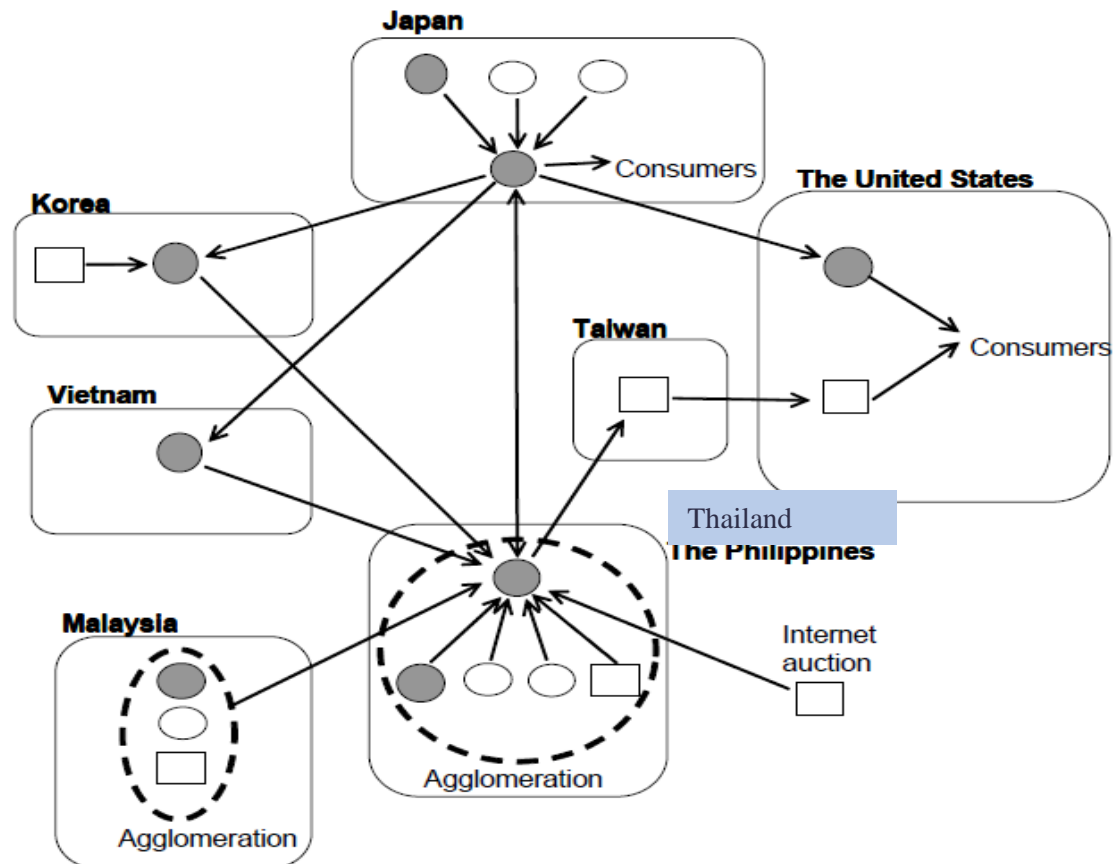 Japan
Consumers
The United States
Korea
Consumers
Taiwan
Vietnam
Thailand
The Philippines
Malaysia
Internet
auction
Agglomeration
Agglomeration